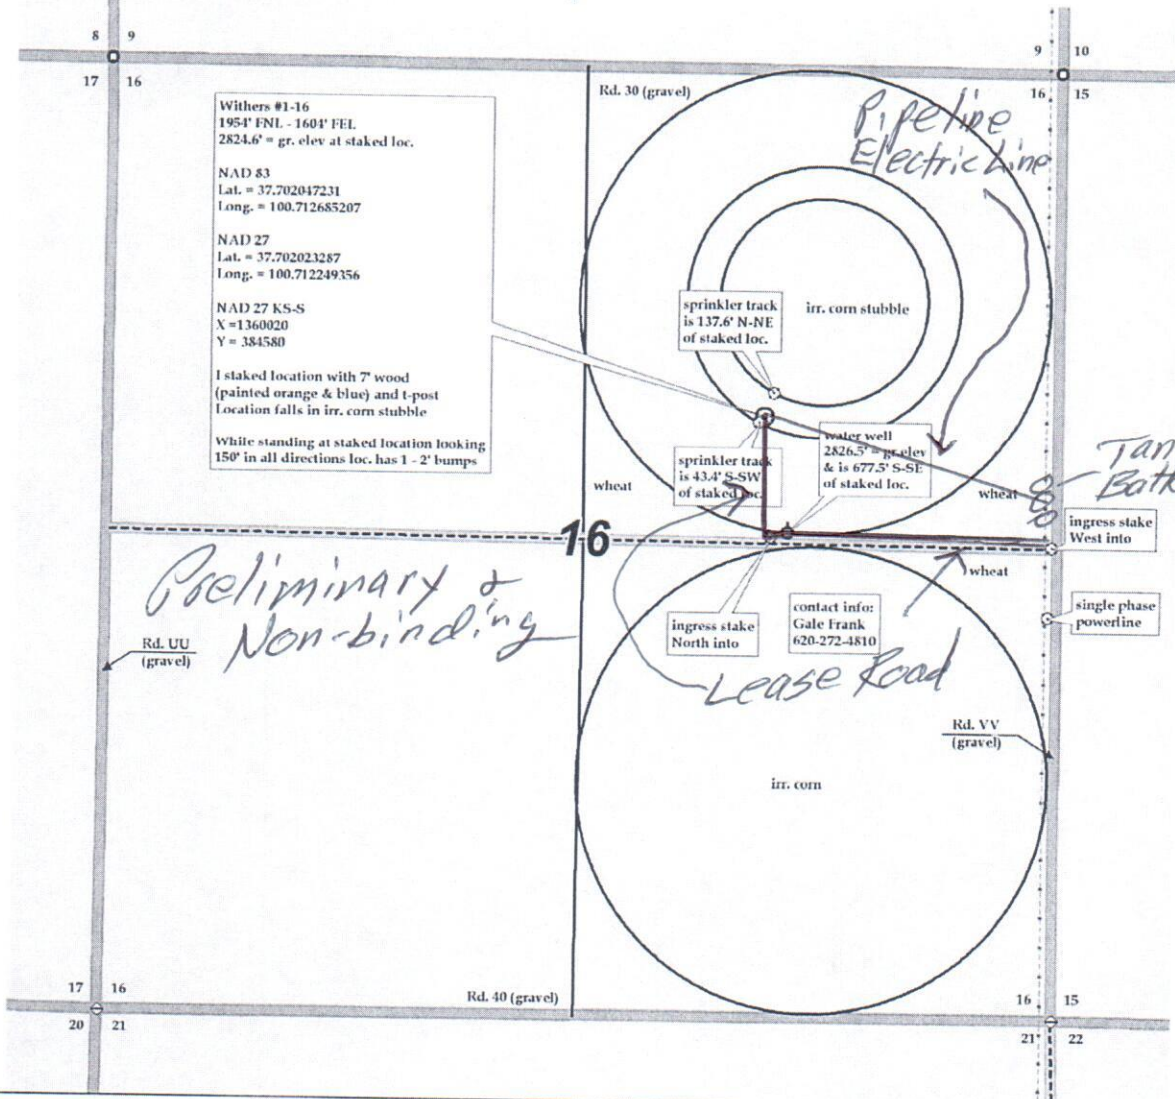 8 9
17 16
9 10
16 15
Rd. 30 (gravel)
Pipeline
Electric Line
Withers #1-16
1954' FNL - 1604' FEL
2824.6' = gr. elev at staked loc.
NAD 83
Lat. = 37.702047231
Long. = 100.712685207
NAD 27
Lat. = 37.702023287
Long. = 100.712249356
NAD 27 KS-S
X =1360020
Y = 384580
I staked location with 7' wood
(painted orange & blue) and t-post
Location falls in irr. corn stubble
While standing at staked location looking
150' in all directions loc. has 1 - 2' bumps
sprinkler track
is 137.6' N-NE
of staked loc.
irr. corn stubble
water well
2826.5' = gr.elev
& is 677.5' S-SE
of staked loc.
sprinkler track
is 43.4' S-SW
of staked loc.
wheat
wheat
Tan
Batt
ingress stake
West into
16
wheat
Preliminary &
Non-binding
Rd. UU
(gravel)
ingress stake
North into
contact info:
Gale Frank
620-272-4810
single phase
powerline
Lease Road
Rd. VV
(gravel)
irr. corn
17 16
20 21
Rd. 40 (gravel)
16 15
21 22